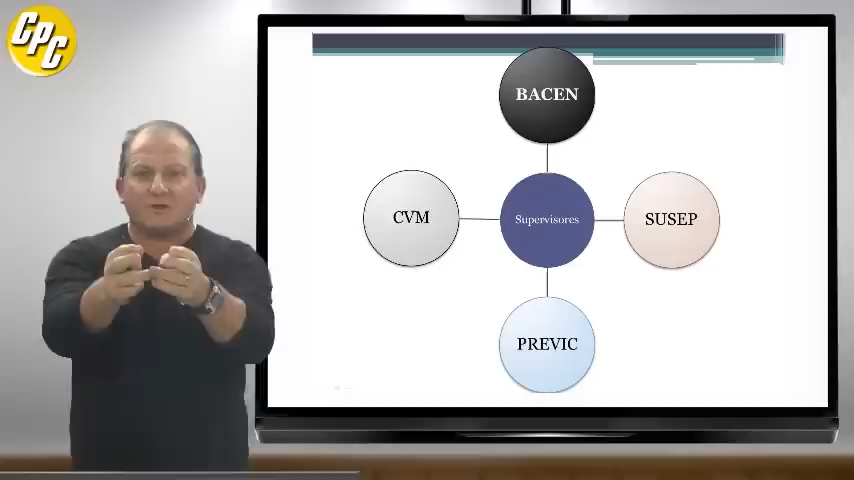 CPC
BACEN
CVM
Supervisores
SUSEP
PREVIC